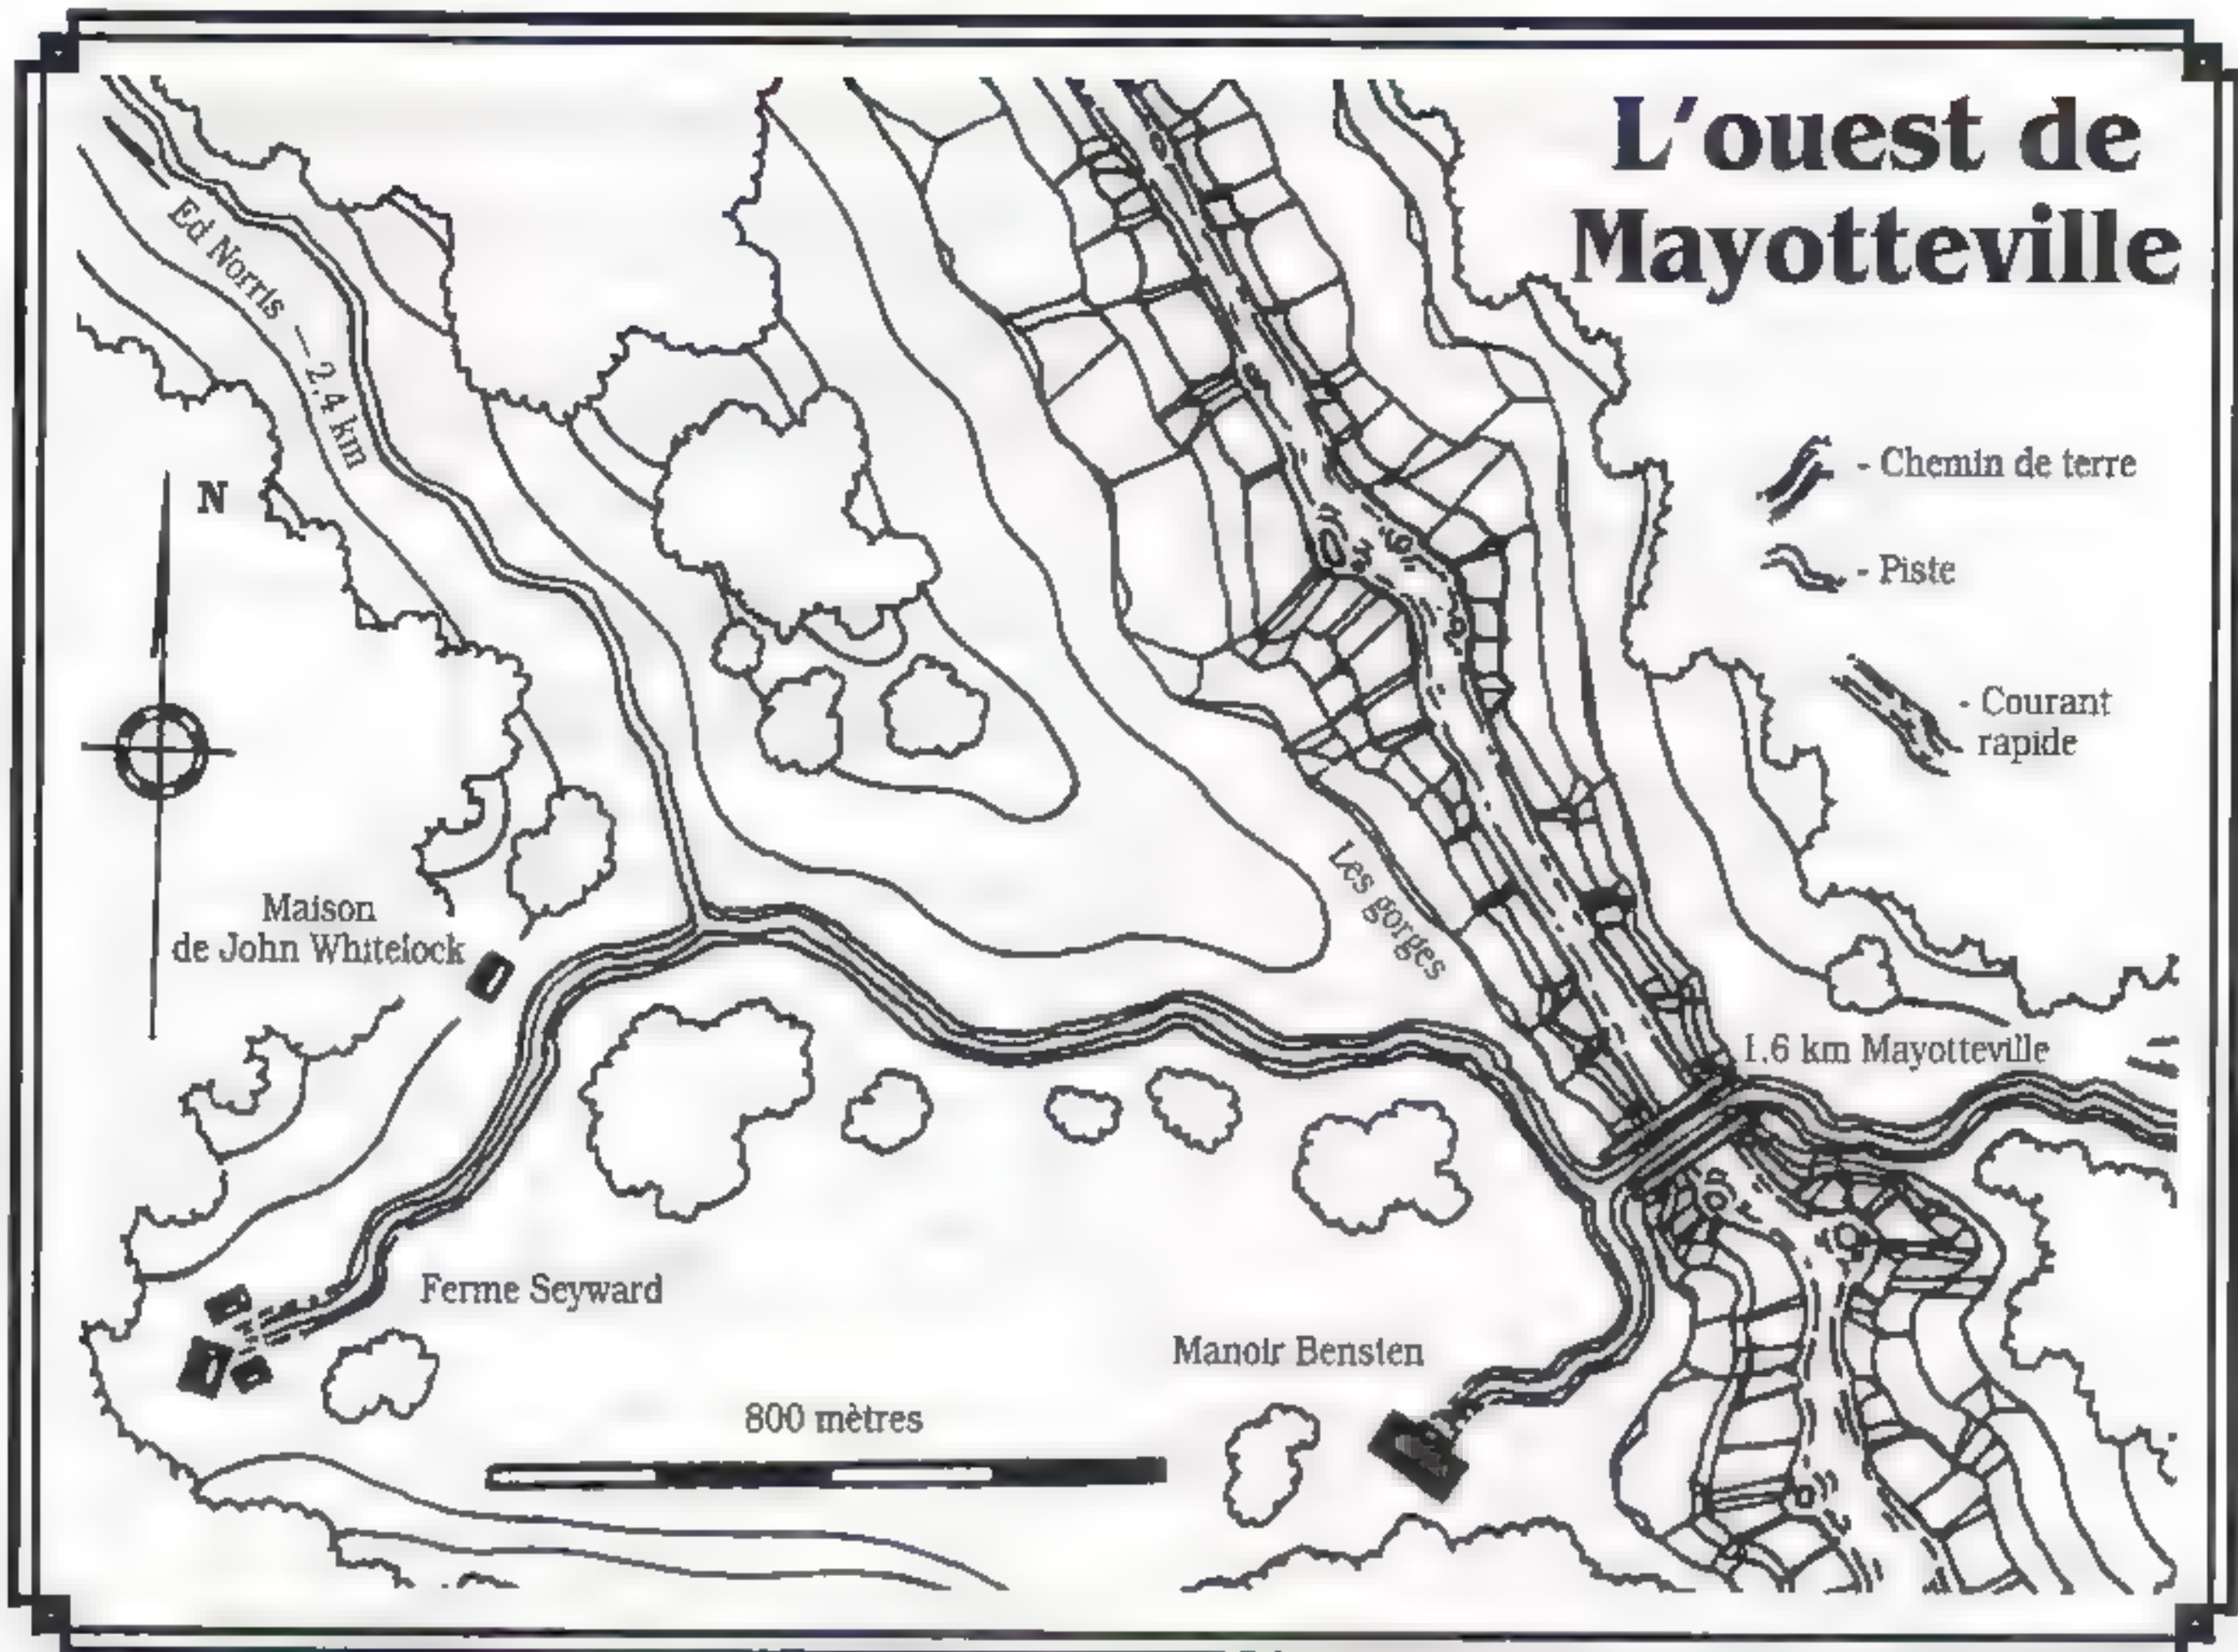 L'ouest de
Mayotteville
Ed Norris — 2,4 km
N
- Chemin de terre
- Piste
- Courant
rapide
Maison
de John Whitelock
Les gorges
1,6 km Mayotteville
Ferme Seyward
Manoir Bensten
800 mètres